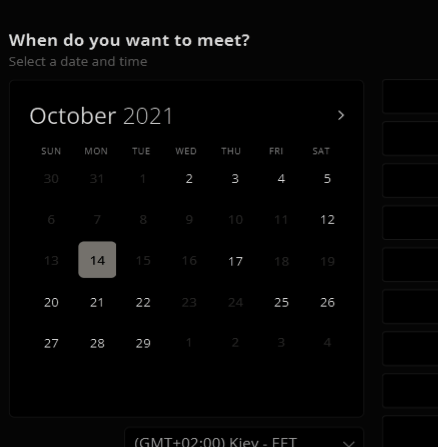 When do you want to meet?
Select a date and time
October 2021
SUN MON TUE WED THU FRI SAT
30 31 1 2 3 4 5
6 7 8 9 10 11 12
13 14 15 16 17 18 19
20 21 22 23 24 25 26
27 28 29 1 2 3 4
(GMT+02:00) Kiev - EET